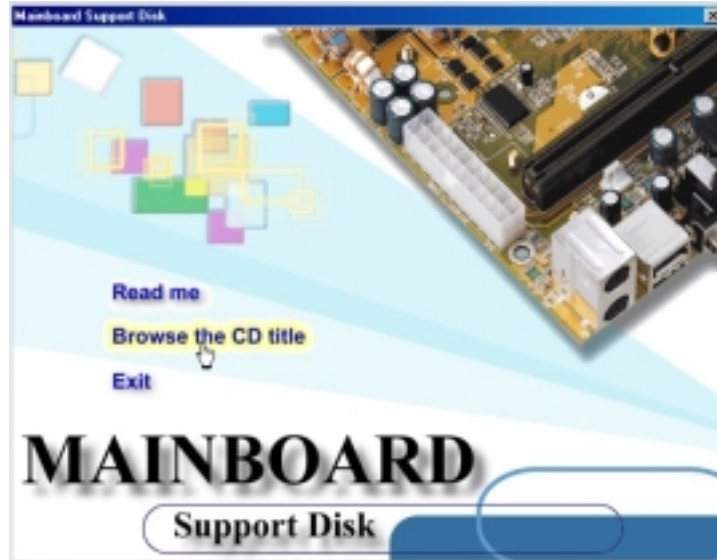 Mainboard Support Disk
Read me
Browse the CD title
Exit
MAINBOARD
Support Disk